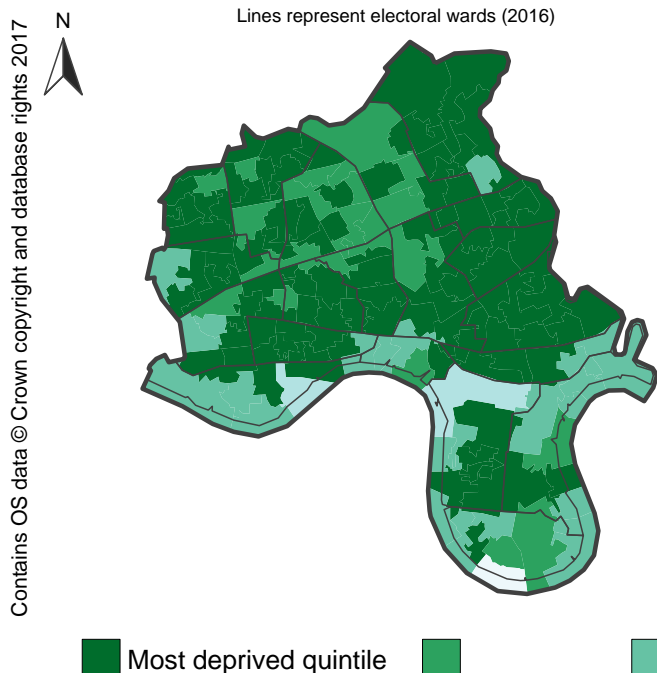 Lines represent electoral wards (2016)
N
Contains OS data © Crown copyright and database rights 2017
Most deprived quintile